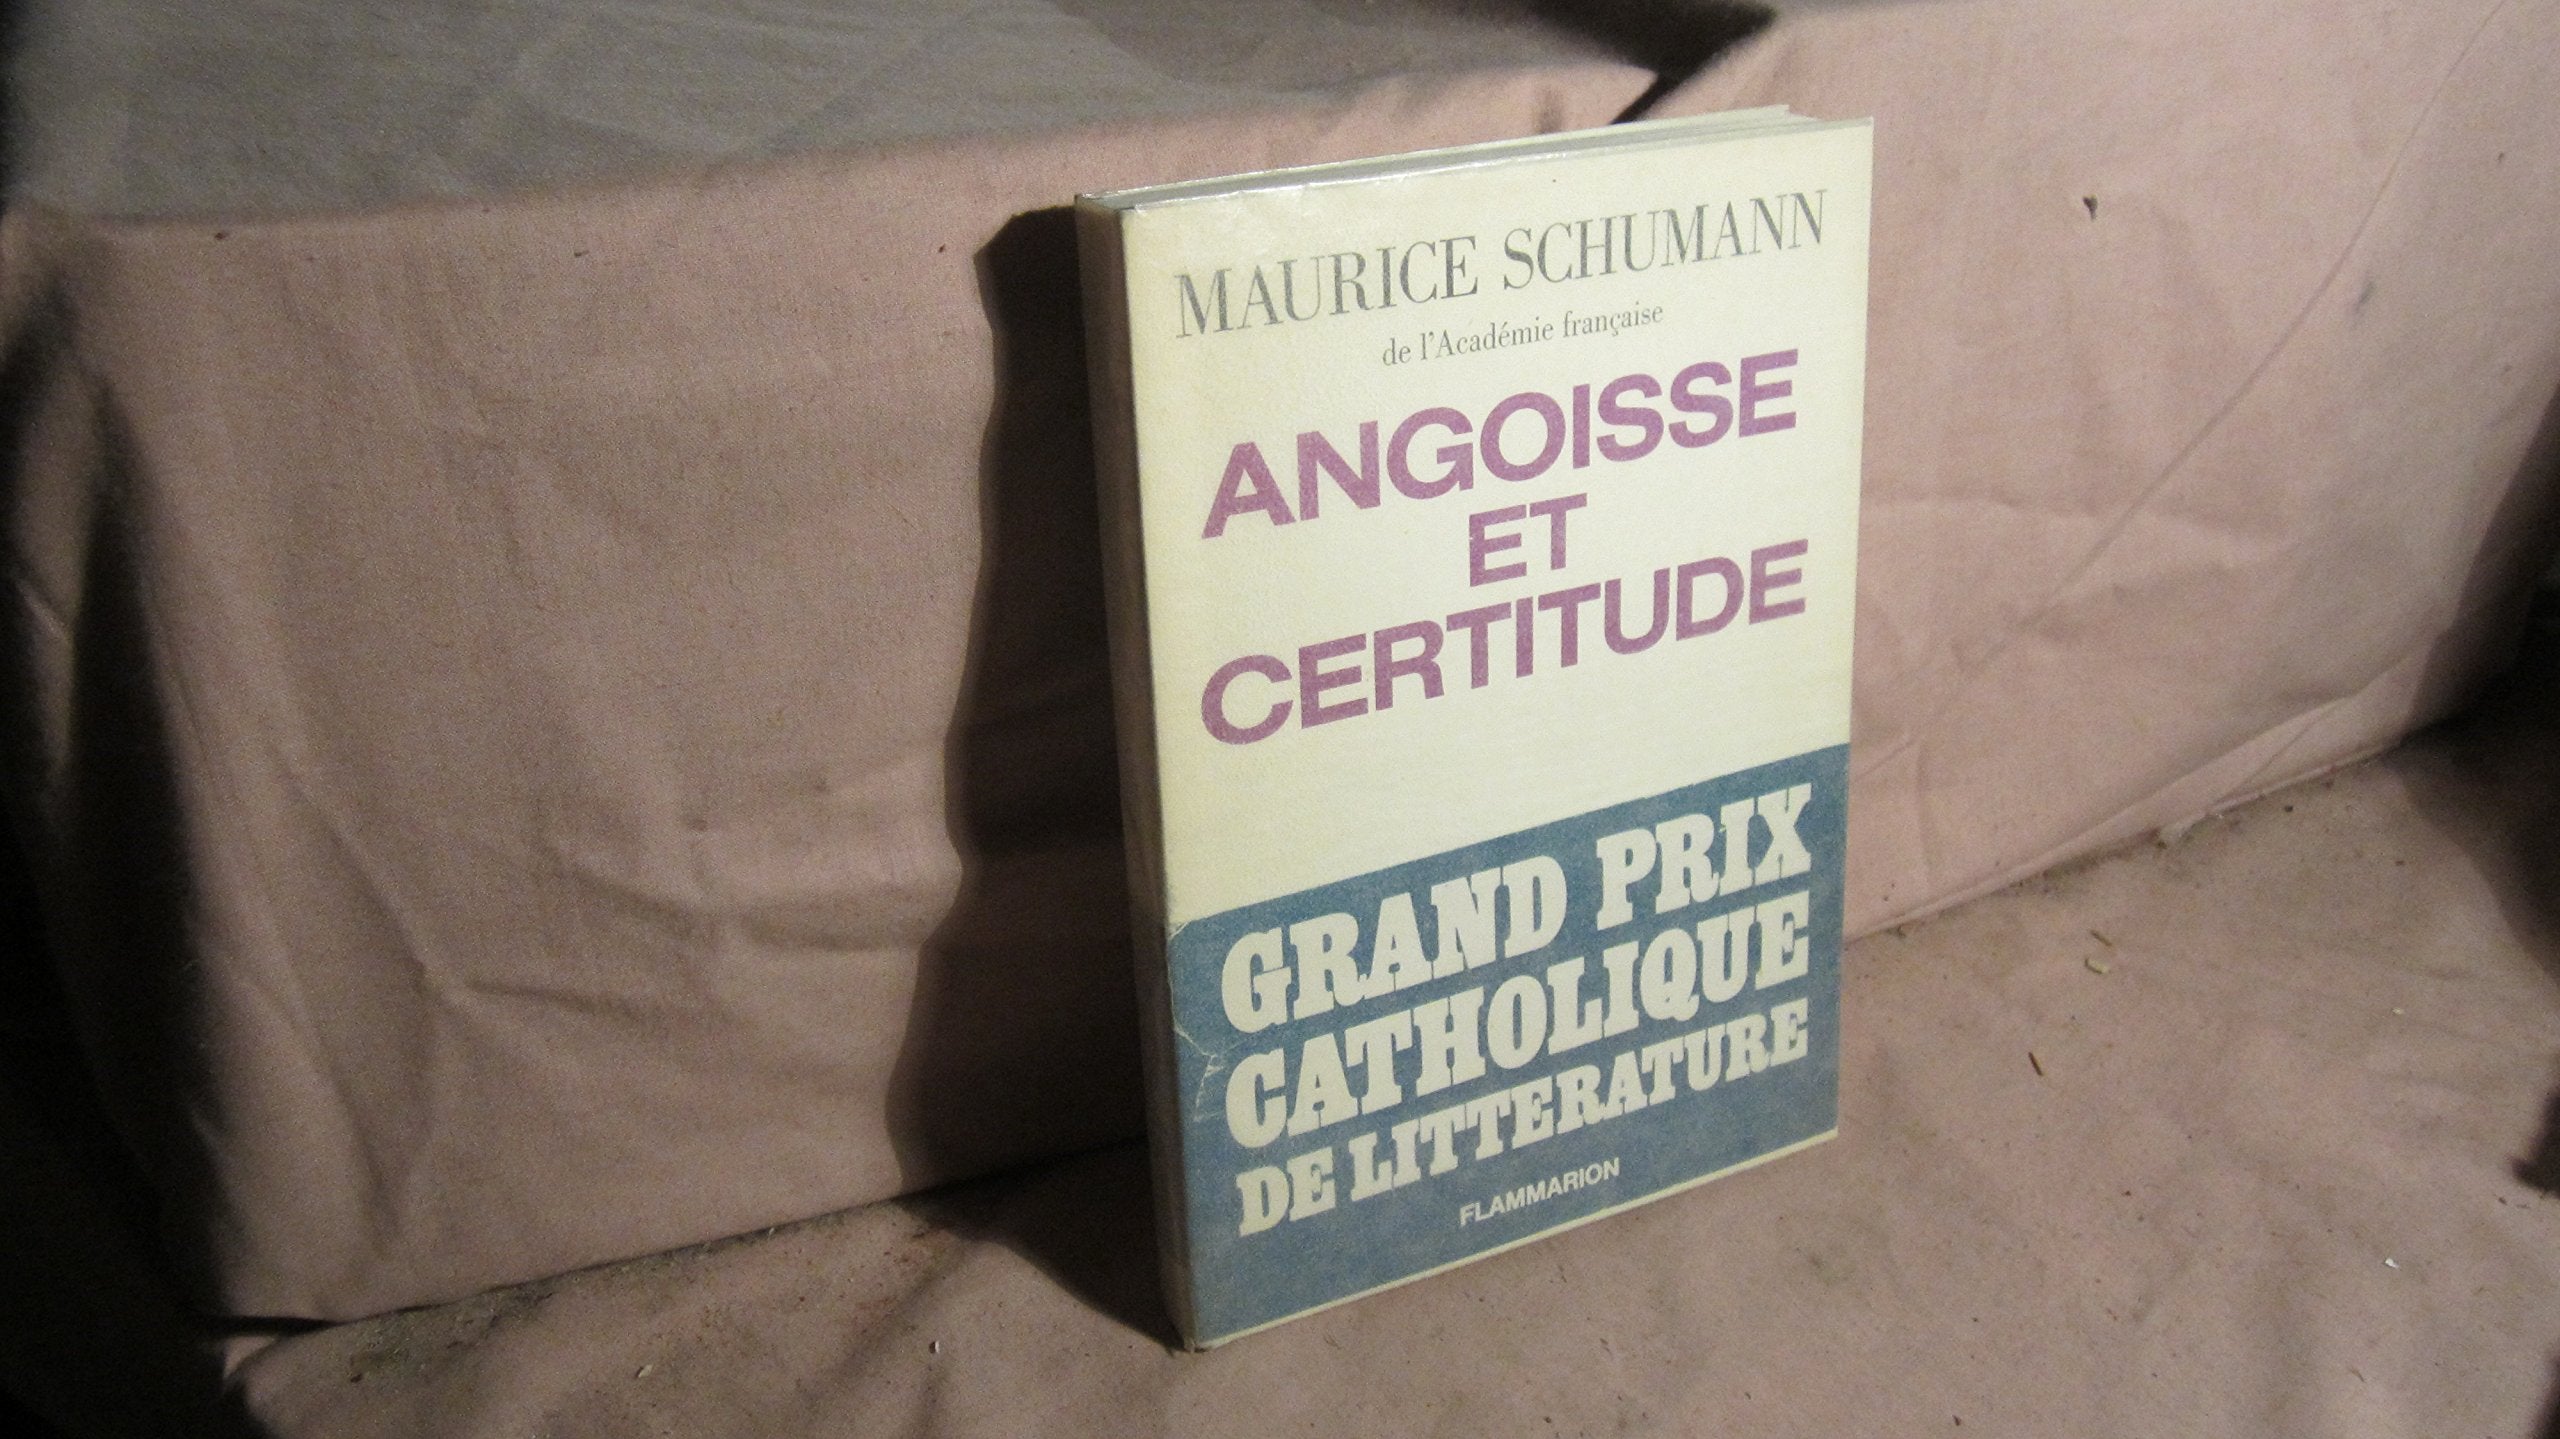 MAURICE SCHUMANN
de l'Académie française
ANGOISSE
ET
CERTITUDE
GRAND PRIX
CATHOLIQUE
DE LITTERATURE
FLAMMARION